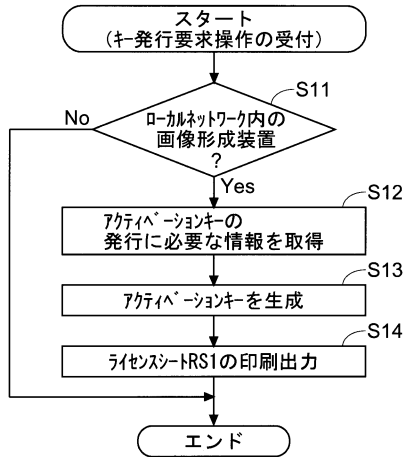 スタート
(キー発行要求操作の受付)
S11
ローカルネットワーク内の
画像形成装置
?
No
Yes
S12
アクティベーションキーの
発行に必要な情報を取得
S13
アクティベーションキーを生成
S14
ライセンスシートRS1の印刷出力
エンド